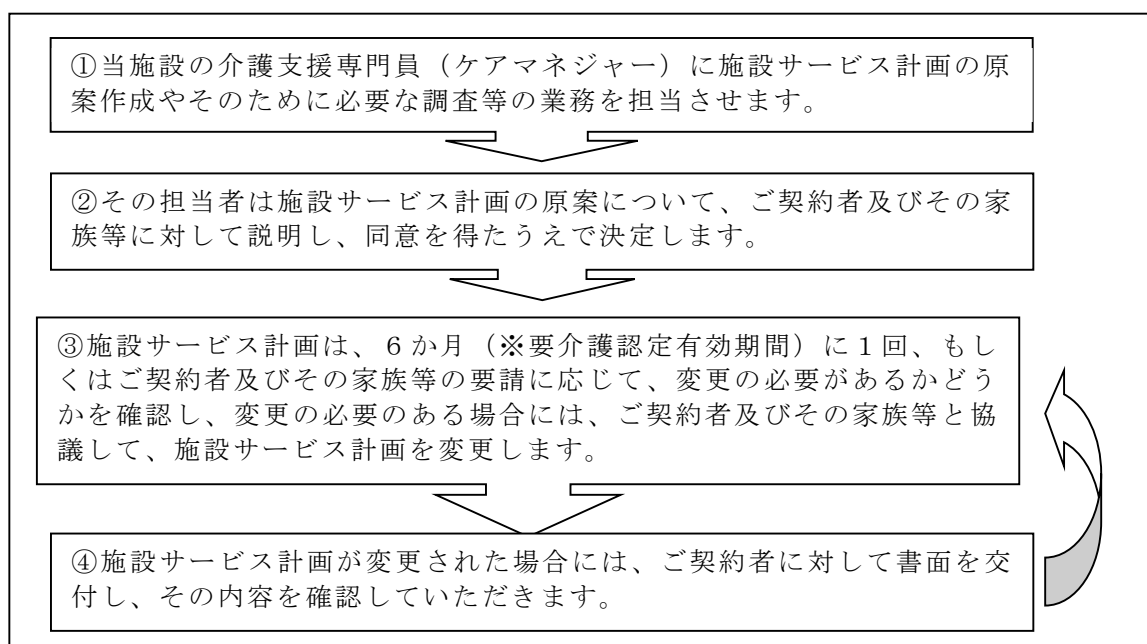 ①当施設の介護支援専門員（ケアマネジャー）に施設サービス計画の原
案作成やそのために必要な調査等の業務を担当させます。
②その担当者は施設サービス計画の原案について、ご契約者及びその家
族等に対して説明し、同意を得たうえで決定します。
③施設サービス計画は、６か月（※要介護認定有効期間）に１回、もし
くはご契約者及びその家族等の要請に応じて、変更の必要があるかどう
かを確認し、変更の必要のある場合には、ご契約者及びその家族等と協
議して、施設サービス計画を変更します。
④施設サービス計画が変更された場合には、ご契約者に対して書面を交
付し、その内容を確認していただきます。